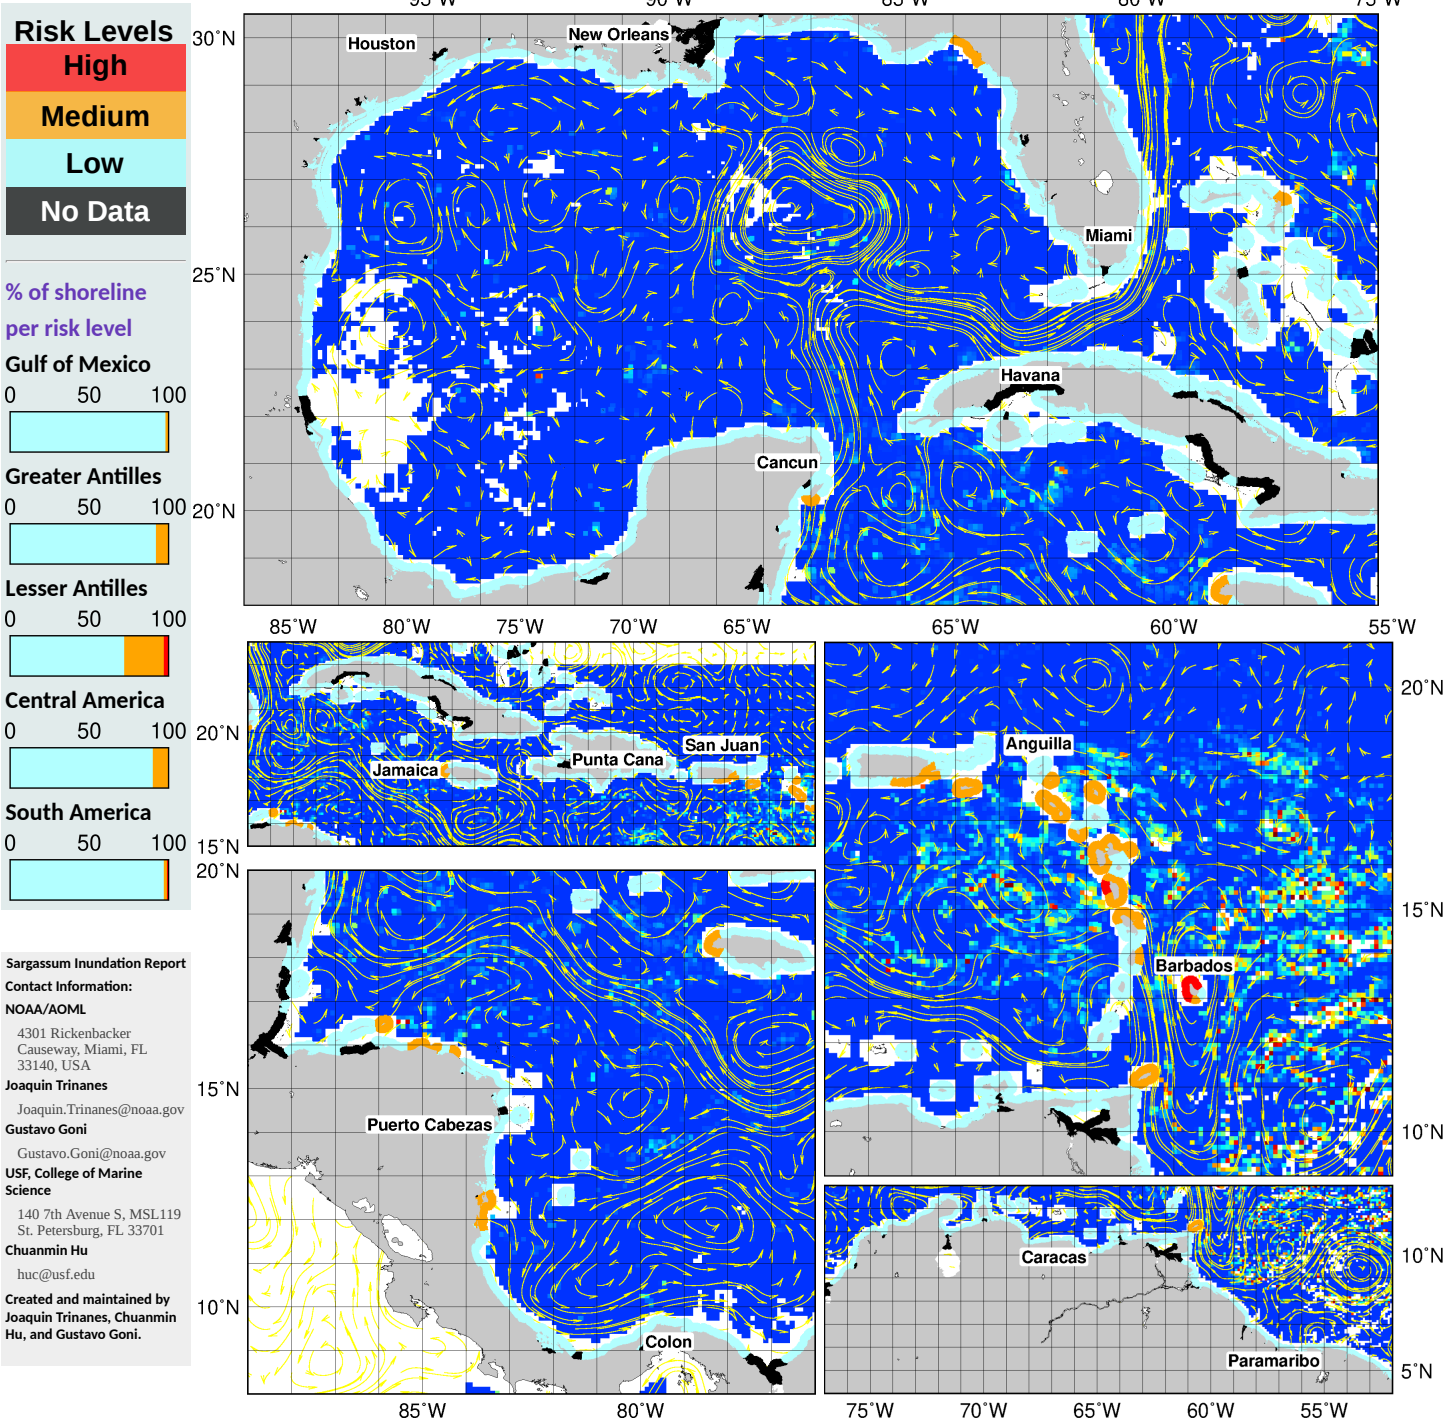 Risk Levels
High
Medium
Low
No Data
% of shoreline
per risk level
Gulf of Mexico
0 50 100
Greater Antilles
0 50 100
Lesser Antilles
0 50 100
Central America
0 50 100
South America
0 50 100
Sargassum Inundation Report
Contact Information:
NOAA/AOML
4301 Rickenbacker
Causeway, Miami, FL
33140, USA
Joaquin Trinanes
Joaquin.Trinanes@noaa.gov
Gustavo Goni
Gustavo.Goni@noaa.gov
USF, College of Marine
Science
140 7th Avenue S, MSL119
St. Petersburg, FL 33701
Chuanmin Hu
huc@usf.edu
Created and maintained by
Joaquin Trinanes, Chuanmin
Hu, and Gustavo Goni.
95°W 90°W 85°W 80°W 75°W
30°N
25°N
20°N
Houston
New Orleans
Miami
Havana
Cancun
85°W 80°W 75°W 70°W 65°W
20°N
15°N
Jamaica
Punta Cana
San Juan
65°W 60°W 55°W
20°N
15°N
10°N
Anguilla
Barbados
20°N
15°N
10°N
Puerto Cabezas
Colon
85°W 80°W
10°N
5°N
Caracas
Paramaribo
75°W 70°W 65°W 60°W 55°W